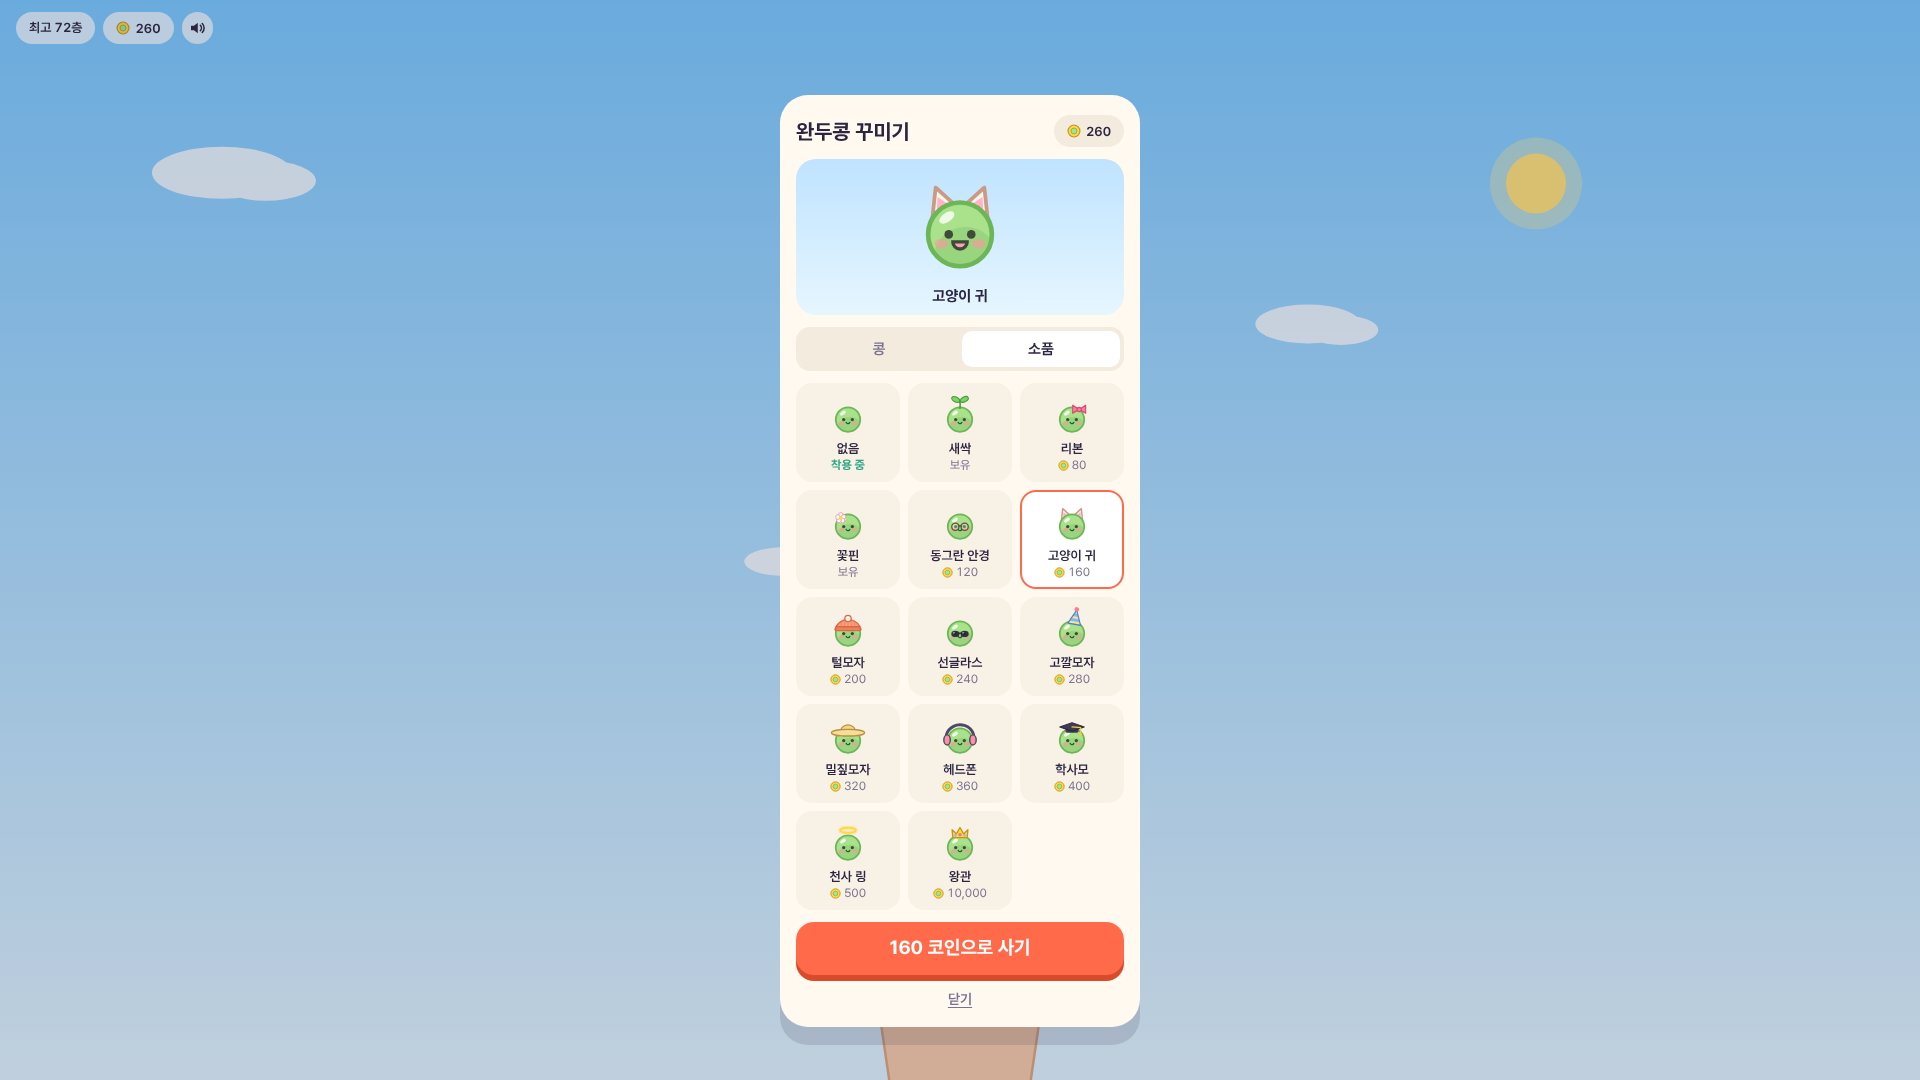 최고 72층
260
완두콩 꾸미기
260
고양이 귀
콩
소품
없음
착용 중
새싹
보유
리본
80
꽃핀
보유
동그란 안경
120
고양이 귀
160
털모자
200
선글라스
240
고깔모자
280
밀짚모자
320
헤드폰
360
학사모
400
천사 링
500
왕관
10,000
160 코인으로 사기
닫기